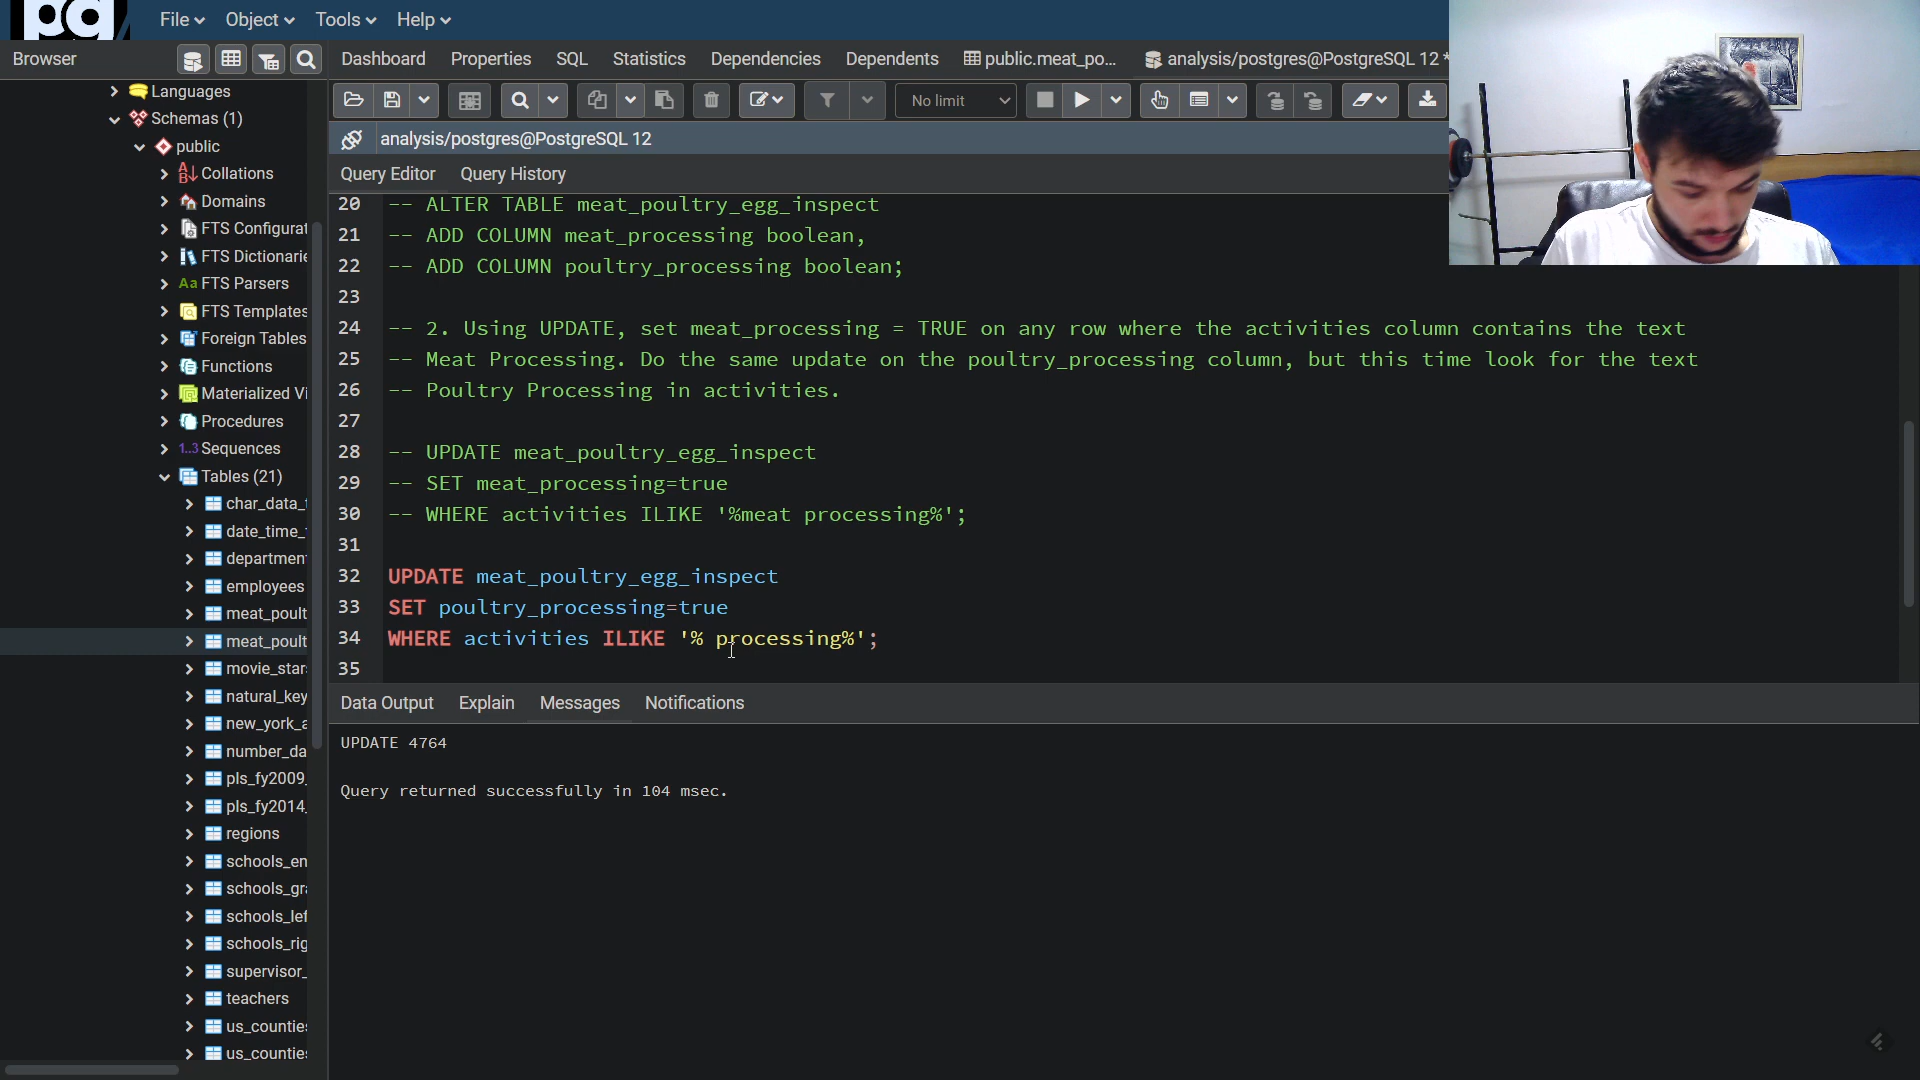 pg
File Object Tools Help
Browser
Dashboard Properties SQL Statistics Dependencies Dependents public.meat_po... analysis/postgres@PostgreSQL 12 *
No limit
analysis/postgres@PostgreSQL 12
Query Editor Query History
Languages
Schemas (1)
public
Collations
Domains
FTS Configurat
FTS Dictionarie
FTS Parsers
FTS Templates
Foreign Tables
Functions
Materialized Vi
Procedures
1..3 Sequences
Tables (21)
char_data_
date_time_
departmen
employees
meat_poult
meat_poult
movie_star
natural_key
new_york_a
number_da
pls_fy2009_
pls_fy2014_
regions
schools_en
schools_gra
schools_lef
schools_rig
supervisor_
teachers
us_countie
us_countie
20 -- ALTER TABLE meat_poultry_egg_inspect
21 -- ADD COLUMN meat_processing boolean,
22 -- ADD COLUMN poultry_processing boolean;
23
24 -- 2. Using UPDATE, set meat_processing = TRUE on any row where the activities column contains the text
25 -- Meat Processing. Do the same update on the poultry_processing column, but this time look for the text
26 -- Poultry Processing in activities.
27
28 -- UPDATE meat_poultry_egg_inspect
29 -- SET meat_processing=true
30 -- WHERE activities ILIKE '%meat processing%';
31
32 UPDATE meat_poultry_egg_inspect
33 SET poultry_processing=true
34 WHERE activities ILIKE '% processing%';
35
Data Output Explain Messages Notifications
UPDATE 4764
Query returned successfully in 104 msec.